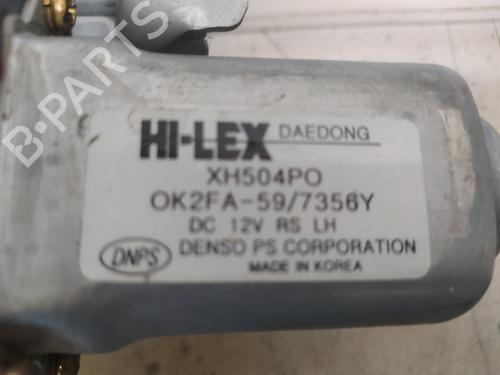 B-PARTS
HI-LEX DAEDONG
XH504PO
OK2FA-59/7356Y
DC 12V RS LH
DNPS DENSO PS CORPORATION
MADE IN KOREA